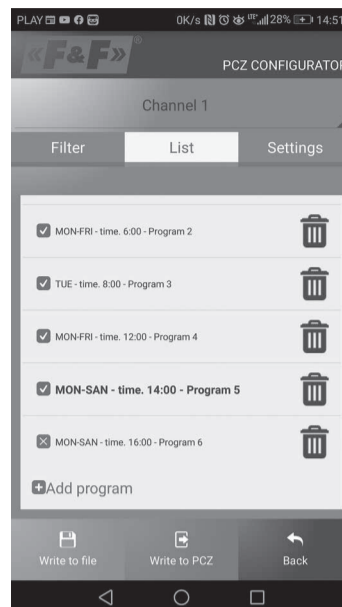 PLAY 0K/s LTE 28% 14:51
«F&F»®
PCZ CONFIGURATOR
Channel 1
Filter List Settings
MON-FRI - time. 6:00 - Program 2
TUE - time. 8:00 - Program 3
MON-FRI - time. 12:00 - Program 4
MON-SAN - time. 14:00 - Program 5
MON-SAN - time. 16:00 - Program 6
Add program
Write to file Write to PCZ Back